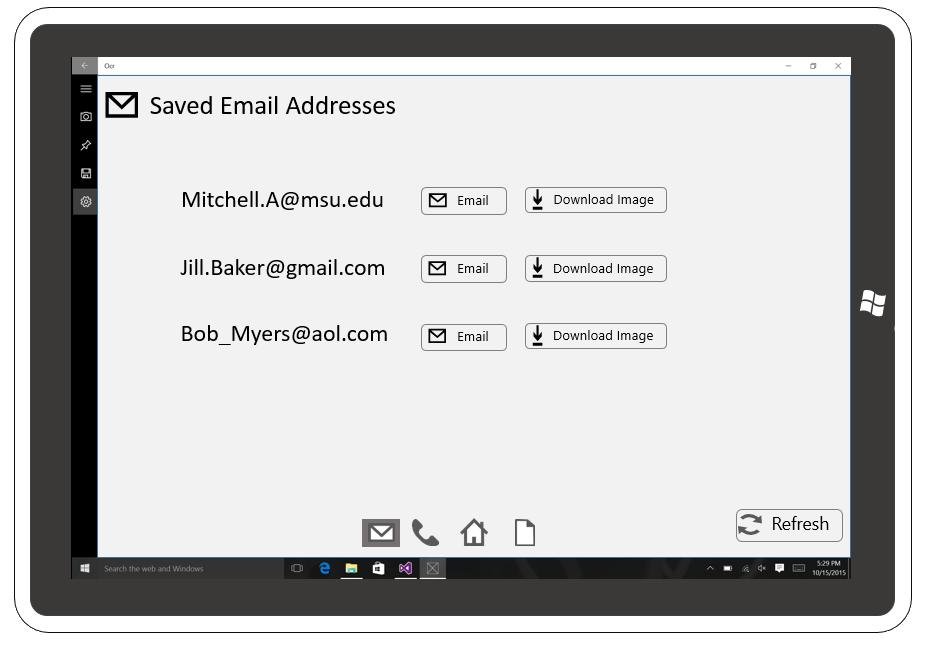 Ocr
Saved Email Addresses
Mitchell.A@msu.edu Email Download Image
Jill.Baker@gmail.com Email Download Image
Bob_Myers@aol.com Email Download Image
Refresh
Search the web and Windows
5:29 PM
10/15/2015